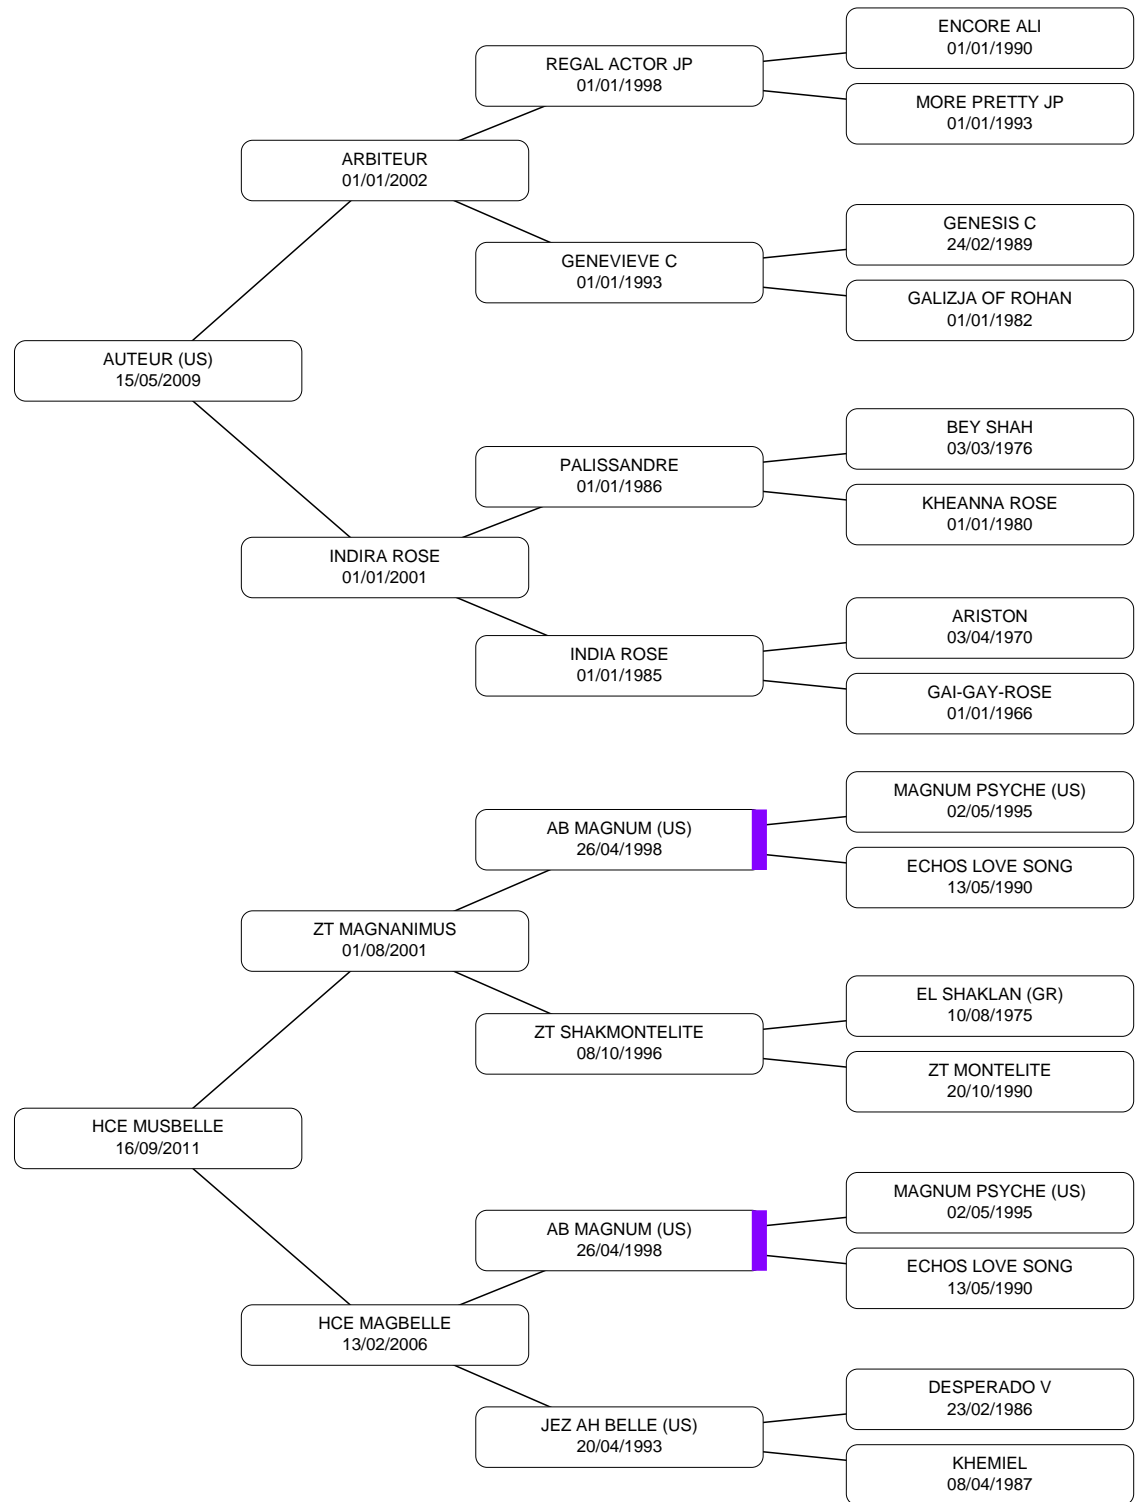 ENCORE ALI
01/01/1990
REGAL ACTOR JP
01/01/1998
MORE PRETTY JP
01/01/1993
ARBITEUR
01/01/2002
GENESIS C
24/02/1989
GENEVIEVE C
01/01/1993
GALIZJA OF ROHAN
01/01/1982
AUTEUR (US)
15/05/2009
BEY SHAH
03/03/1976
PALISSANDRE
01/01/1986
KHEANNA ROSE
01/01/1980
INDIRA ROSE
01/01/2001
ARISTON
03/04/1970
INDIA ROSE
01/01/1985
GAI-GAY-ROSE
01/01/1966
MAGNUM PSYCHE (US)
02/05/1995
AB MAGNUM (US)
26/04/1998
ECHOS LOVE SONG
13/05/1990
ZT MAGNANIMUS
01/08/2001
EL SHAKLAN (GR)
10/08/1975
ZT SHAKMONTELITE
08/10/1996
ZT MONTELITE
20/10/1990
HCE MUSBELLE
16/09/2011
MAGNUM PSYCHE (US)
02/05/1995
AB MAGNUM (US)
26/04/1998
ECHOS LOVE SONG
13/05/1990
HCE MAGBELLE
13/02/2006
DESPERADO V
23/02/1986
JEZ AH BELLE (US)
20/04/1993
KHEMIEL
08/04/1987